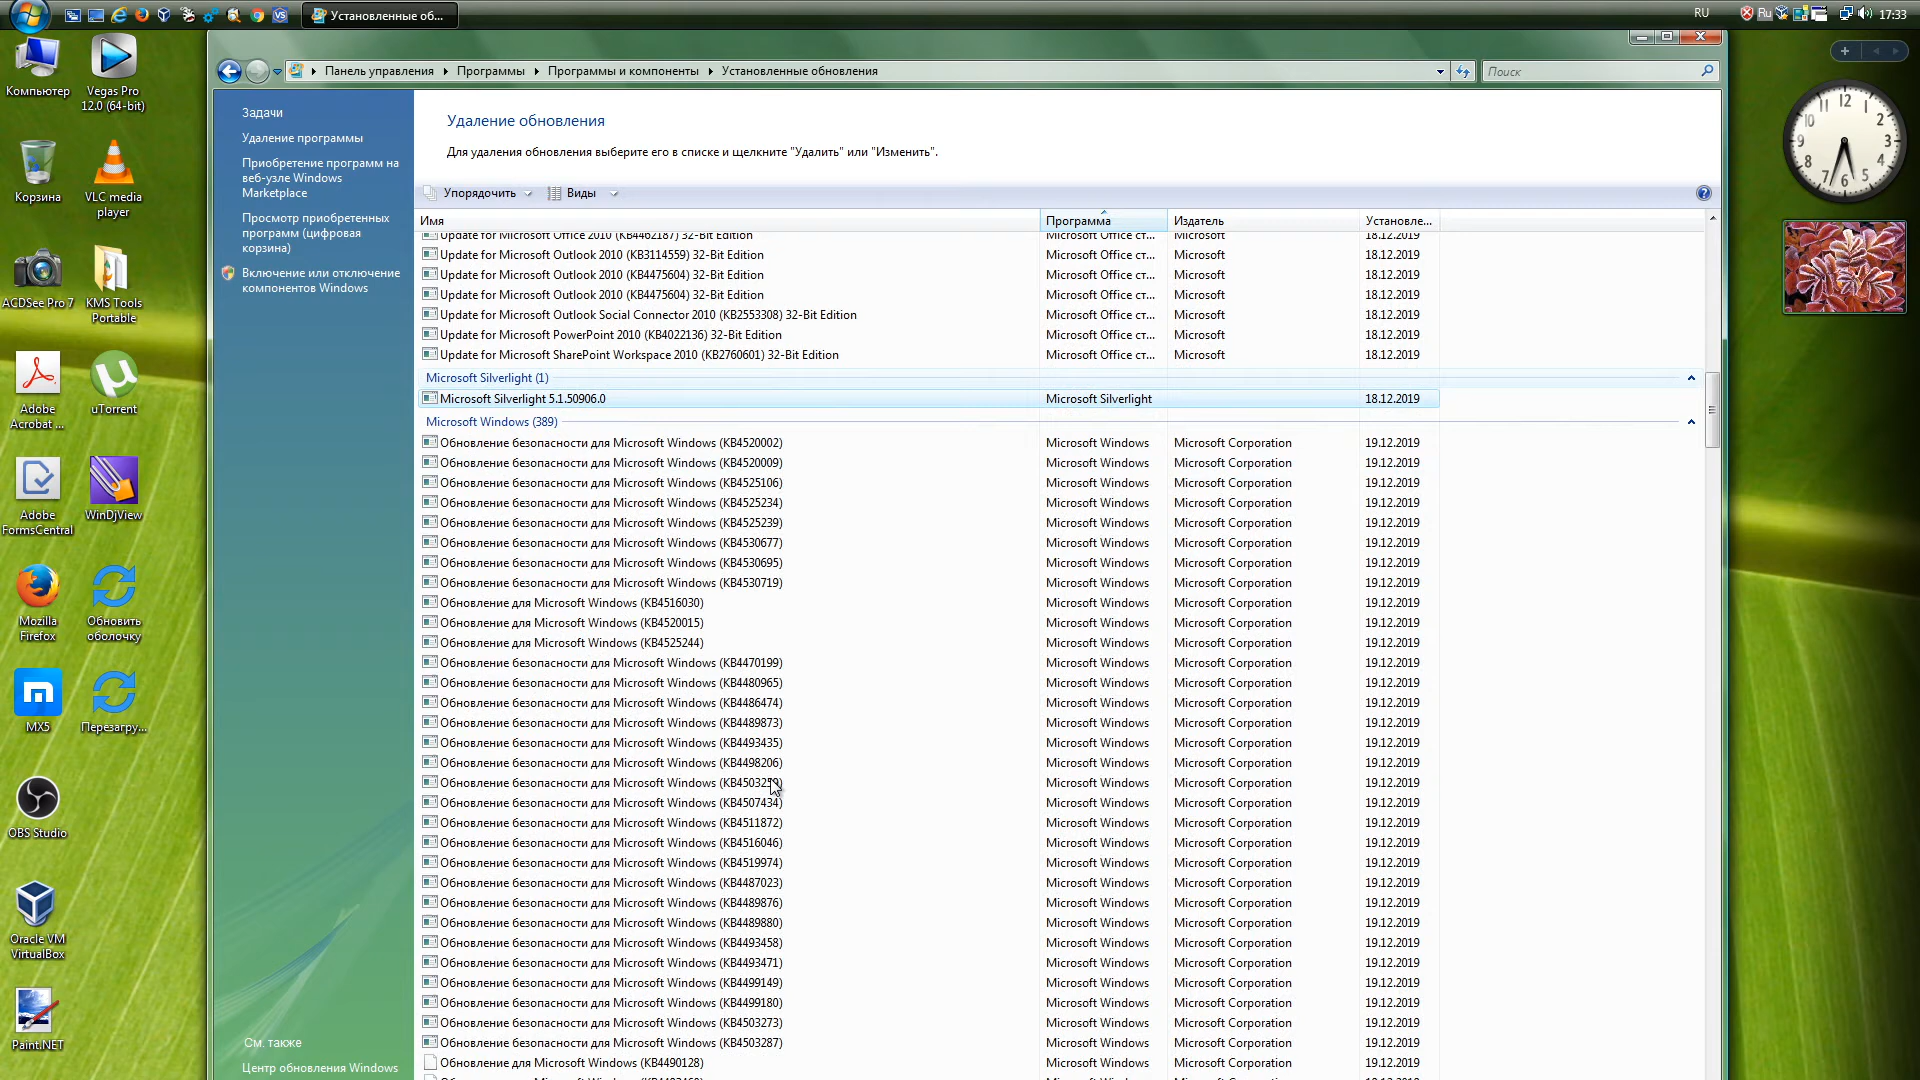 Установленные об...
RU
Ru
17:33
Компьютер
Vegas Pro
12.0 (64-bit)
Корзина
VLC media
player
ACDSee Pro 7
KMS Tools
Portable
Adobe
Acrobat ...
uTorrent
Adobe
FormsCentral
WinDjView
Mozilla
Firefox
Обновить
оболочку
MX5
Перезагру...
OBS Studio
Oracle VM
VirtualBox
Paint.NET
Панель управления
Программы
Программы и компоненты
Установленные обновления
Поиск
Задачи
Удаление программы
Приобретение программ на
веб-узле Windows
Marketplace
Просмотр приобретенных
программ (цифровая
корзина)
Включение или отключение
компонентов Windows
См. также
Центр обновления Windows
Удаление обновления
Для удаления обновления выберите его в списке и щелкните "Удалить" или "Изменить".
Упорядочить Виды
Имя Программа Издатель Установле...
Update for Microsoft Office 2010 (KB4462187) 32-Bit Edition Microsoft Office ст... Microsoft 18.12.2019
Update for Microsoft Outlook 2010 (KB3114559) 32-Bit Edition Microsoft Office ст... Microsoft 18.12.2019
Update for Microsoft Outlook 2010 (KB4475604) 32-Bit Edition Microsoft Office ст... Microsoft 18.12.2019
Update for Microsoft Outlook 2010 (KB4475604) 32-Bit Edition Microsoft Office ст... Microsoft 18.12.2019
Update for Microsoft Outlook Social Connector 2010 (KB2553308) 32-Bit Edition Microsoft Office ст... Microsoft 18.12.2019
Update for Microsoft PowerPoint 2010 (KB4022136) 32-Bit Edition Microsoft Office ст... Microsoft 18.12.2019
Update for Microsoft SharePoint Workspace 2010 (KB2760601) 32-Bit Edition Microsoft Office ст... Microsoft 18.12.2019
Microsoft Silverlight (1)
Microsoft Silverlight 5.1.50906.0 Microsoft Silverlight 18.12.2019
Microsoft Windows (389)
Обновление безопасности для Microsoft Windows (KB4520002) Microsoft Windows Microsoft Corporation 19.12.2019
Обновление безопасности для Microsoft Windows (KB4520009) Microsoft Windows Microsoft Corporation 19.12.2019
Обновление безопасности для Microsoft Windows (KB4525106) Microsoft Windows Microsoft Corporation 19.12.2019
Обновление безопасности для Microsoft Windows (KB4525234) Microsoft Windows Microsoft Corporation 19.12.2019
Обновление безопасности для Microsoft Windows (KB4525239) Microsoft Windows Microsoft Corporation 19.12.2019
Обновление безопасности для Microsoft Windows (KB4530677) Microsoft Windows Microsoft Corporation 19.12.2019
Обновление безопасности для Microsoft Windows (KB4530695) Microsoft Windows Microsoft Corporation 19.12.2019
Обновление безопасности для Microsoft Windows (KB4530719) Microsoft Windows Microsoft Corporation 19.12.2019
Обновление для Microsoft Windows (KB4516030) Microsoft Windows Microsoft Corporation 19.12.2019
Обновление для Microsoft Windows (KB4520015) Microsoft Windows Microsoft Corporation 19.12.2019
Обновление для Microsoft Windows (KB4525244) Microsoft Windows Microsoft Corporation 19.12.2019
Обновление безопасности для Microsoft Windows (KB4470199) Microsoft Windows Microsoft Corporation 19.12.2019
Обновление безопасности для Microsoft Windows (KB4480965) Microsoft Windows Microsoft Corporation 19.12.2019
Обновление безопасности для Microsoft Windows (KB4486474) Microsoft Windows Microsoft Corporation 19.12.2019
Обновление безопасности для Microsoft Windows (KB4489873) Microsoft Windows Microsoft Corporation 19.12.2019
Обновление безопасности для Microsoft Windows (KB4493435) Microsoft Windows Microsoft Corporation 19.12.2019
Обновление безопасности для Microsoft Windows (KB4498206) Microsoft Windows Microsoft Corporation 19.12.2019
Обновление безопасности для Microsoft Windows Microsoft Windows Microsoft Corporation 19.12.2019
Обновление безопасности для Microsoft Windows (KB4507434) Microsoft Windows Microsoft Corporation 19.12.2019
Обновление безопасности для Microsoft Windows (KB4511872) Microsoft Windows Microsoft Corporation 19.12.2019
Обновление безопасности для Microsoft Windows (KB4516046) Microsoft Windows Microsoft Corporation 19.12.2019
Обновление безопасности для Microsoft Windows (KB4519974) Microsoft Windows Microsoft Corporation 19.12.2019
Обновление безопасности для Microsoft Windows (KB4487023) Microsoft Windows Microsoft Corporation 19.12.2019
Обновление безопасности для Microsoft Windows (KB4489876) Microsoft Windows Microsoft Corporation 19.12.2019
Обновление безопасности для Microsoft Windows (KB4489880) Microsoft Windows Microsoft Corporation 19.12.2019
Обновление безопасности для Microsoft Windows (KB4493458) Microsoft Windows Microsoft Corporation 19.12.2019
Обновление безопасности для Microsoft Windows (KB4493471) Microsoft Windows Microsoft Corporation 19.12.2019
Обновление безопасности для Microsoft Windows (KB4499149) Microsoft Windows Microsoft Corporation 19.12.2019
Обновление безопасности для Microsoft Windows (KB4499180) Microsoft Windows Microsoft Corporation 19.12.2019
Обновление безопасности для Microsoft Windows (KB4503273) Microsoft Windows Microsoft Corporation 19.12.2019
Обновление безопасности для Microsoft Windows (KB4503287) Microsoft Windows Microsoft Corporation 19.12.2019
Обновление для Microsoft Windows (KB4490128) Microsoft Windows Microsoft Corporation 19.12.2019
12
11 1
10 2
9 3
8 4
7 5
6